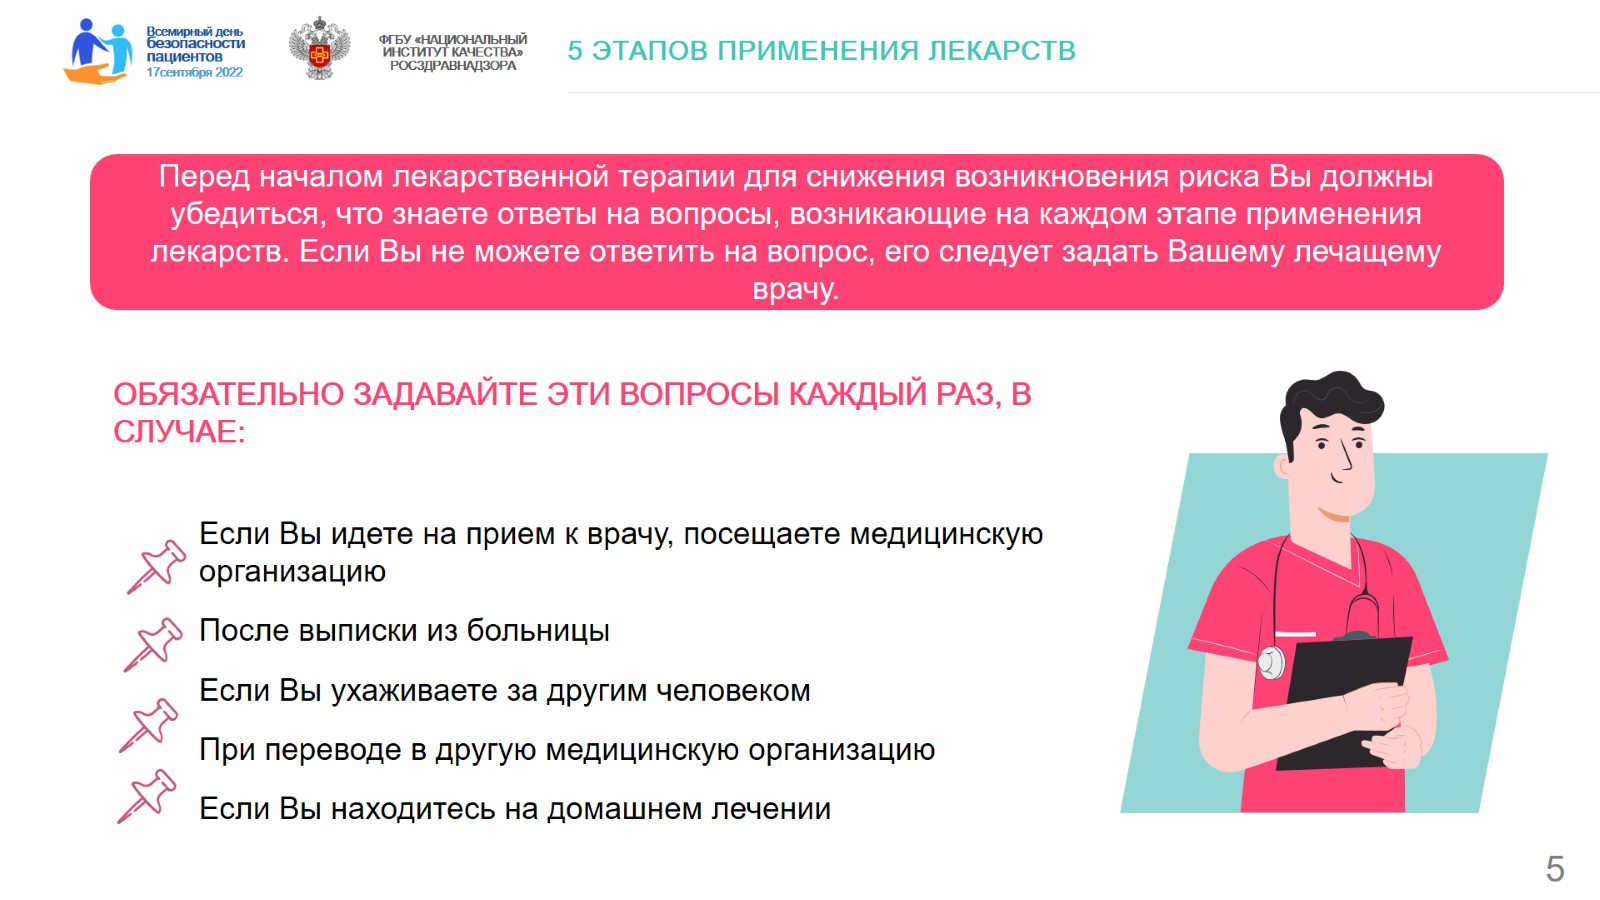 Всемирный день
безопасности
пациентов
17сентября 2022
ФГБУ «НАЦИОНАЛЬНЫЙ
ИНСТИТУТ КАЧЕСТВА»
РОСЗДРАВНАДЗОРА
5 ЭТАПОВ ПРИМЕНЕНИЯ ЛЕКАРСТВ
Перед началом лекарственной терапии для снижения возникновения риска Вы должны
убедиться, что знаете ответы на вопросы, возникающие на каждом этапе применения
лекарств. Если Вы не можете ответить на вопрос, его следует задать Вашему лечащему
врачу.
ОБЯЗАТЕЛЬНО ЗАДАВАЙТЕ ЭТИ ВОПРОСЫ КАЖДЫЙ РАЗ, В
СЛУЧАЕ:
Если Вы идете на прием к врачу, посещаете медицинскую
организацию
После выписки из больницы
Если Вы ухаживаете за другим человеком
При переводе в другую медицинскую организацию
Если Вы находитесь на домашнем лечении
5